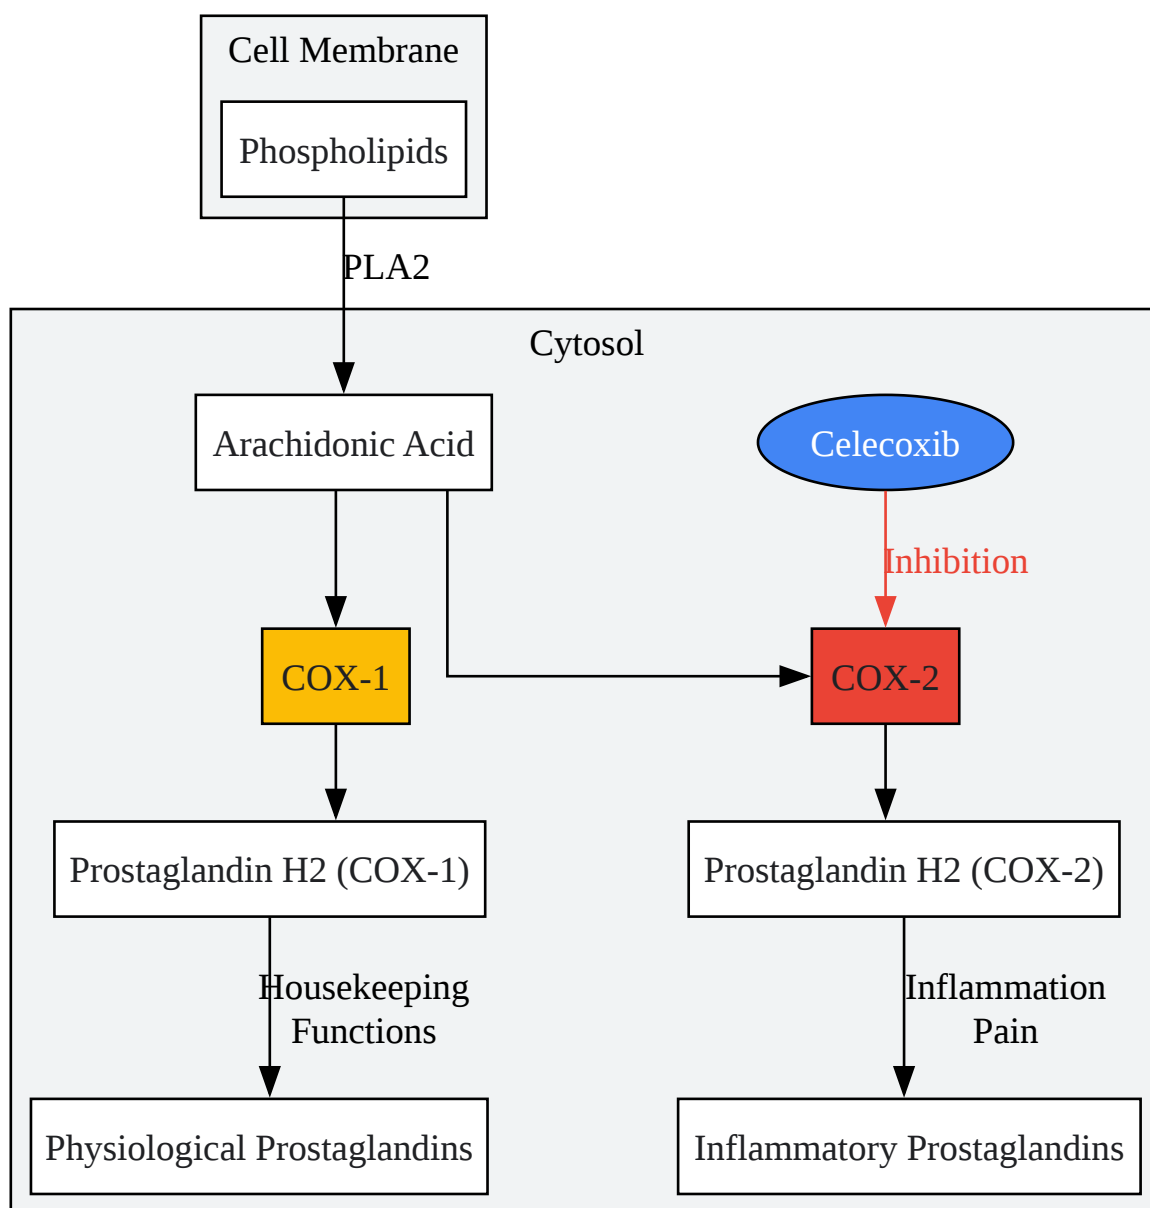 Cell Membrane
Phospholipids
PLA2
Cytosol
Arachidonic Acid
Celecoxib
Inhibition
COX-1
COX-2
Prostaglandin H2 (COX-1)
Prostaglandin H2 (COX-2)
Housekeeping
Functions
Inflammation
Pain
Physiological Prostaglandins
Inflammatory Prostaglandins